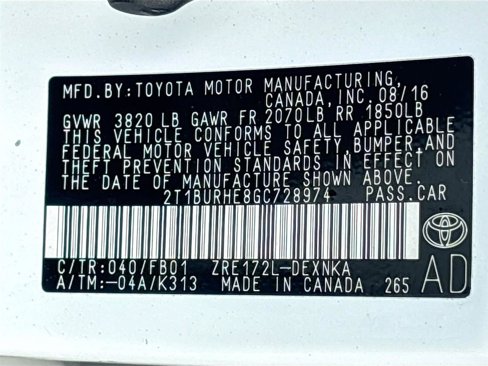 MFD. BY: TOYOTA MOTOR MANUFACTURING,
CANADA, INC. 08/16
GVWR 3820 LB GAWR FR 2070LB RR 1850LB
THIS VEHICLE CONFORMS TO ALL APPLICABLE
FEDERAL MOTOR VEHICLE SAFETY, BUMPER, AND
THEFT PREVENTION STANDARDS IN EFFECT ON
THE DATE OF MANUFACTURE SHOWN ABOVE.
2T1BURHE8GC728974 PASS. CAR
C/TR: 040/FB01 ZRE172L-DEXNKA
A/TM: -04A/K313 MADE IN CANADA 265
AD